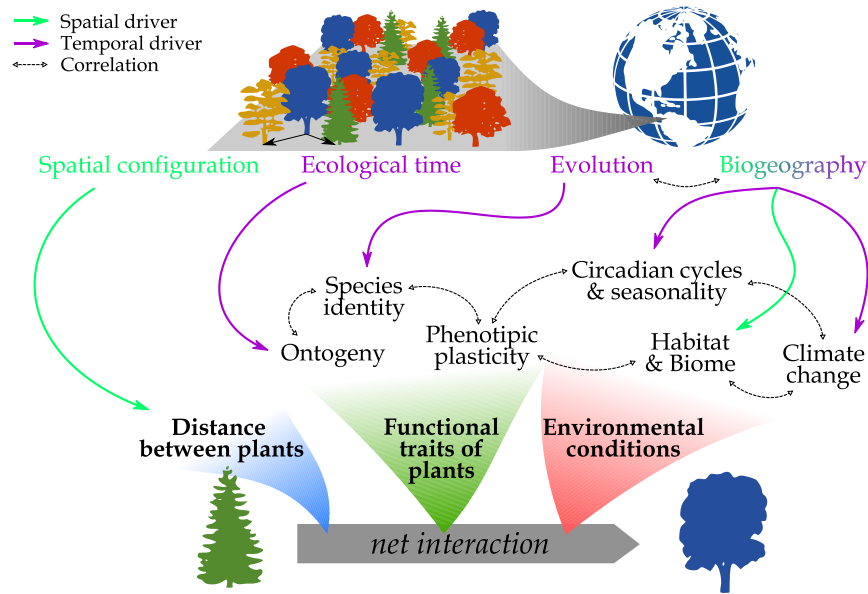 Spatial driver
Temporal driver
Correlation
Spatial configuration
Ecological time
Evolution
Biogeography
Species
identity
Circadian cycles
& seasonality
Ontogeny
Phenotipic
plasticity
Habitat
& Biome
Climate
change
Distance
between plants
Functional
traits of
plants
Environmental
conditions
net interaction